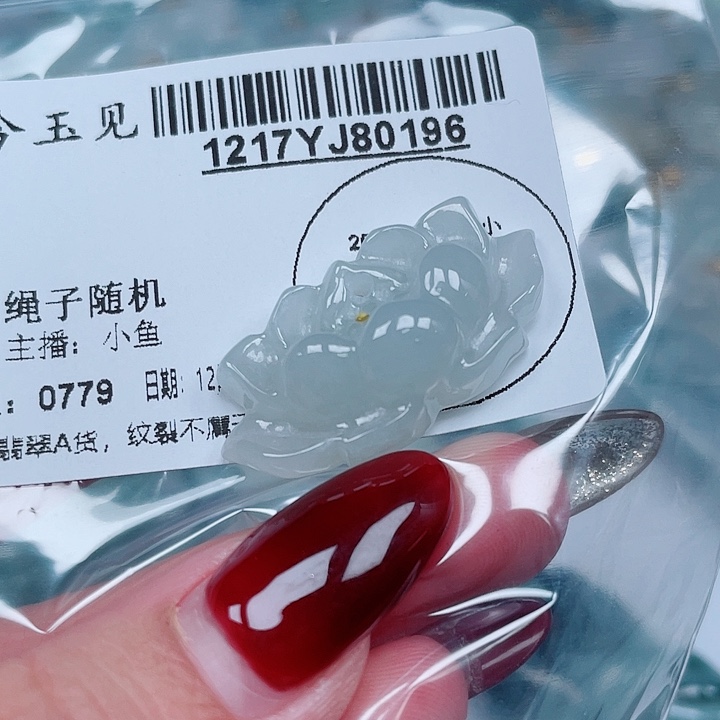 玉见
1217YJ80196
小
绳子随机
主播：小鱼
: 0779 日期: 12
翡翠A货，纹裂不